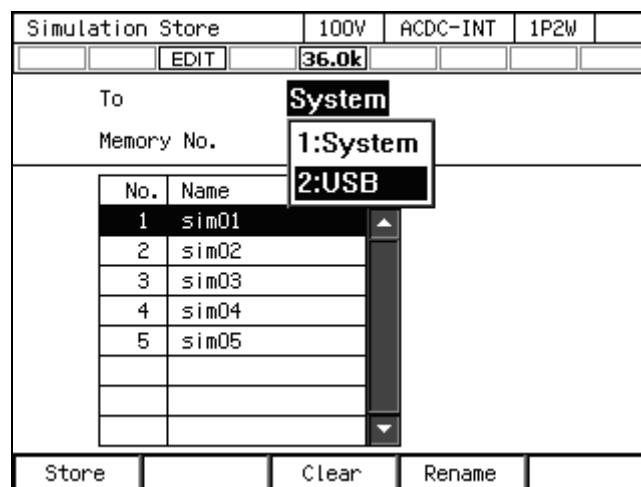 Simulation Store 100V ACDC-INT 1P2W
EDIT 36.0k
To System
Memory No. 1:System
2:USB
No. Name
1 sim01
2 sim02
3 sim03
4 sim04
5 sim05
Store Clear Rename